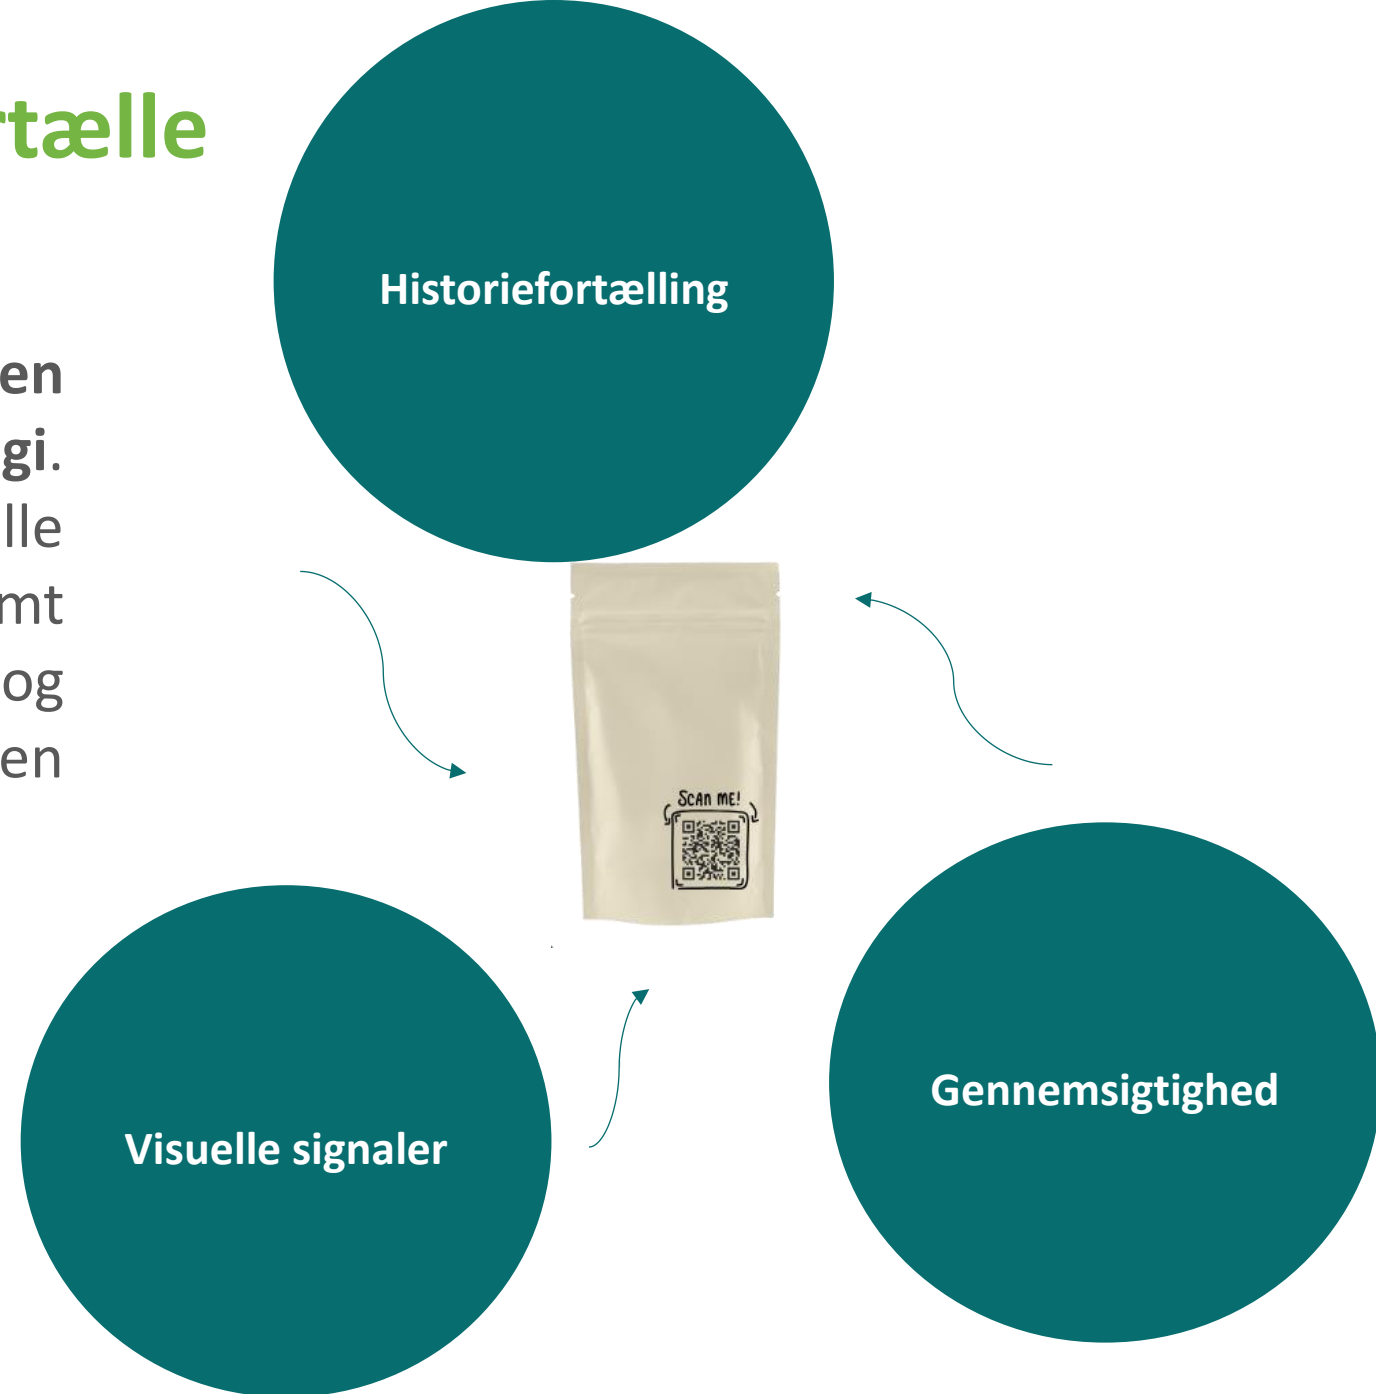 rtælle
Historiefortælling
en
gi.
lle
mt
og
en
Scan me!
Gennemsigtighed
Visuelle signaler